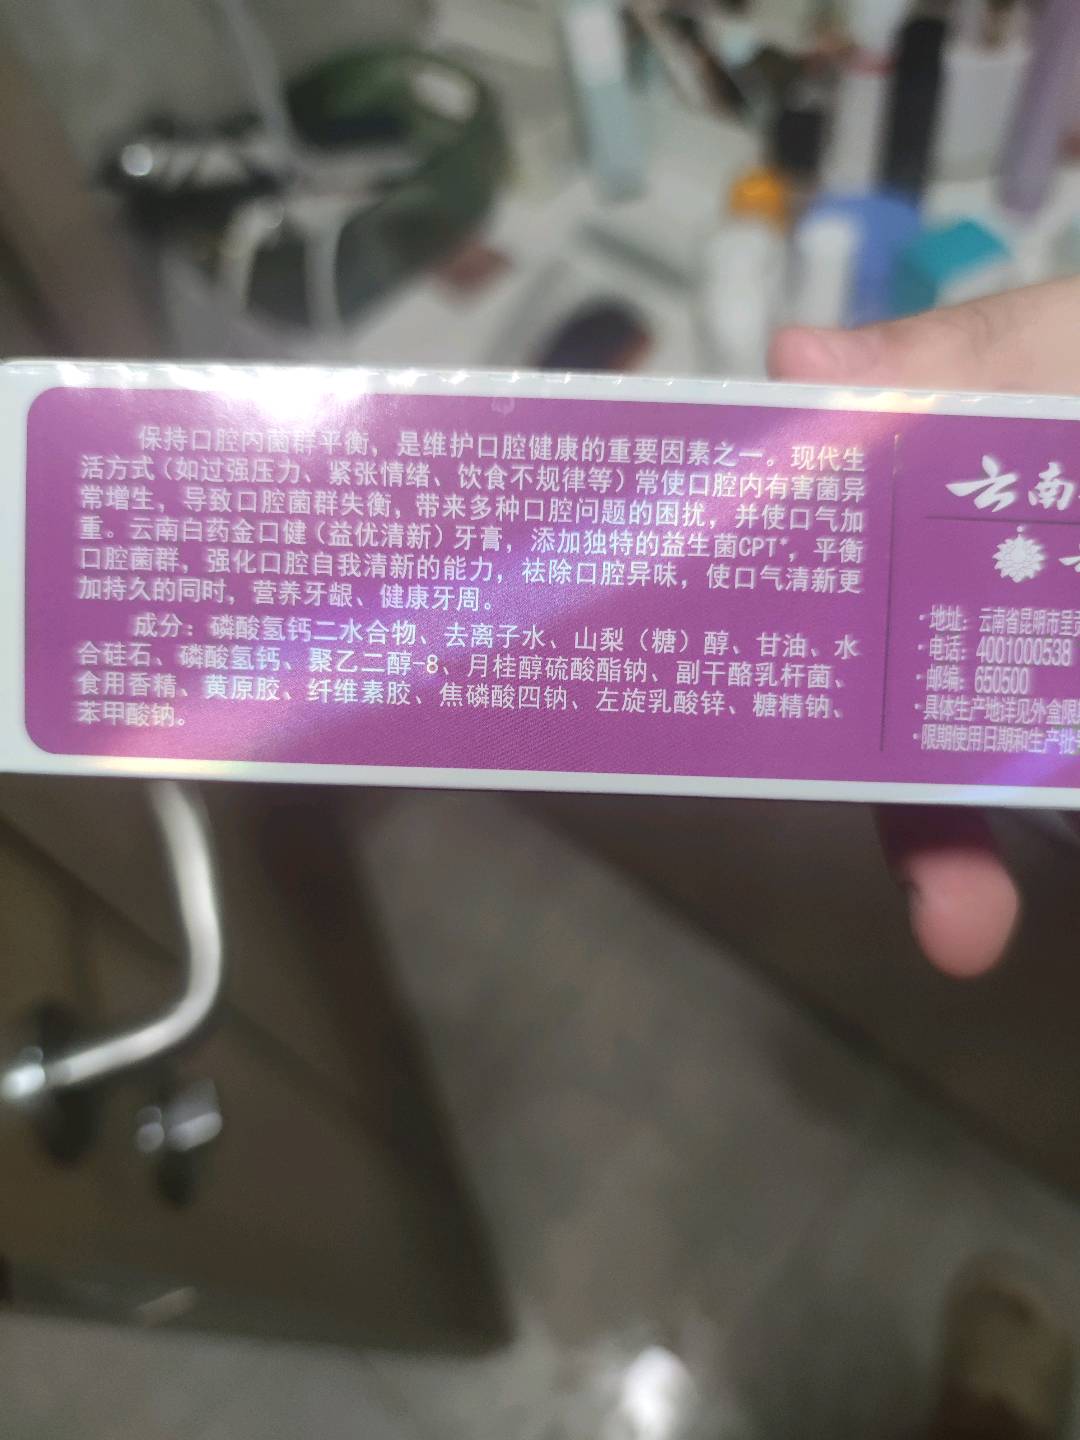 保持口腔内菌群平衡，是维护口腔健康的重要因素之一。现代生
活方式（如过强压力、紧张情绪、饮食不规律等）常使口腔内有害菌异
常增生，导致口腔菌群失衡，带来多种口腔问题的困扰，并使口气加
重。云南白药金口健（益优清新）牙膏，添加独特的益生菌CPT*，平衡
口腔菌群，强化口腔自我清新的能力，祛除口腔异味，使口气清新更
加持久的同时，营养牙龈、健康牙周。
成分：磷酸氢钙二水合物、去离子水、山梨（糖）醇、甘油、水
合硅石、磷酸氢钙、聚乙二醇-8、月桂醇硫酸酯钠、副干酪乳杆菌、
食用香精、黄原胶、纤维素胶、焦磷酸四钠、左旋乳酸锌、糖精钠、
苯甲酸钠。
云南
·地址：云南省昆明市呈贡
·电话：4001000538
·邮编：650500
·具体生产地详见外盒限
·限期使用日期和生产批号